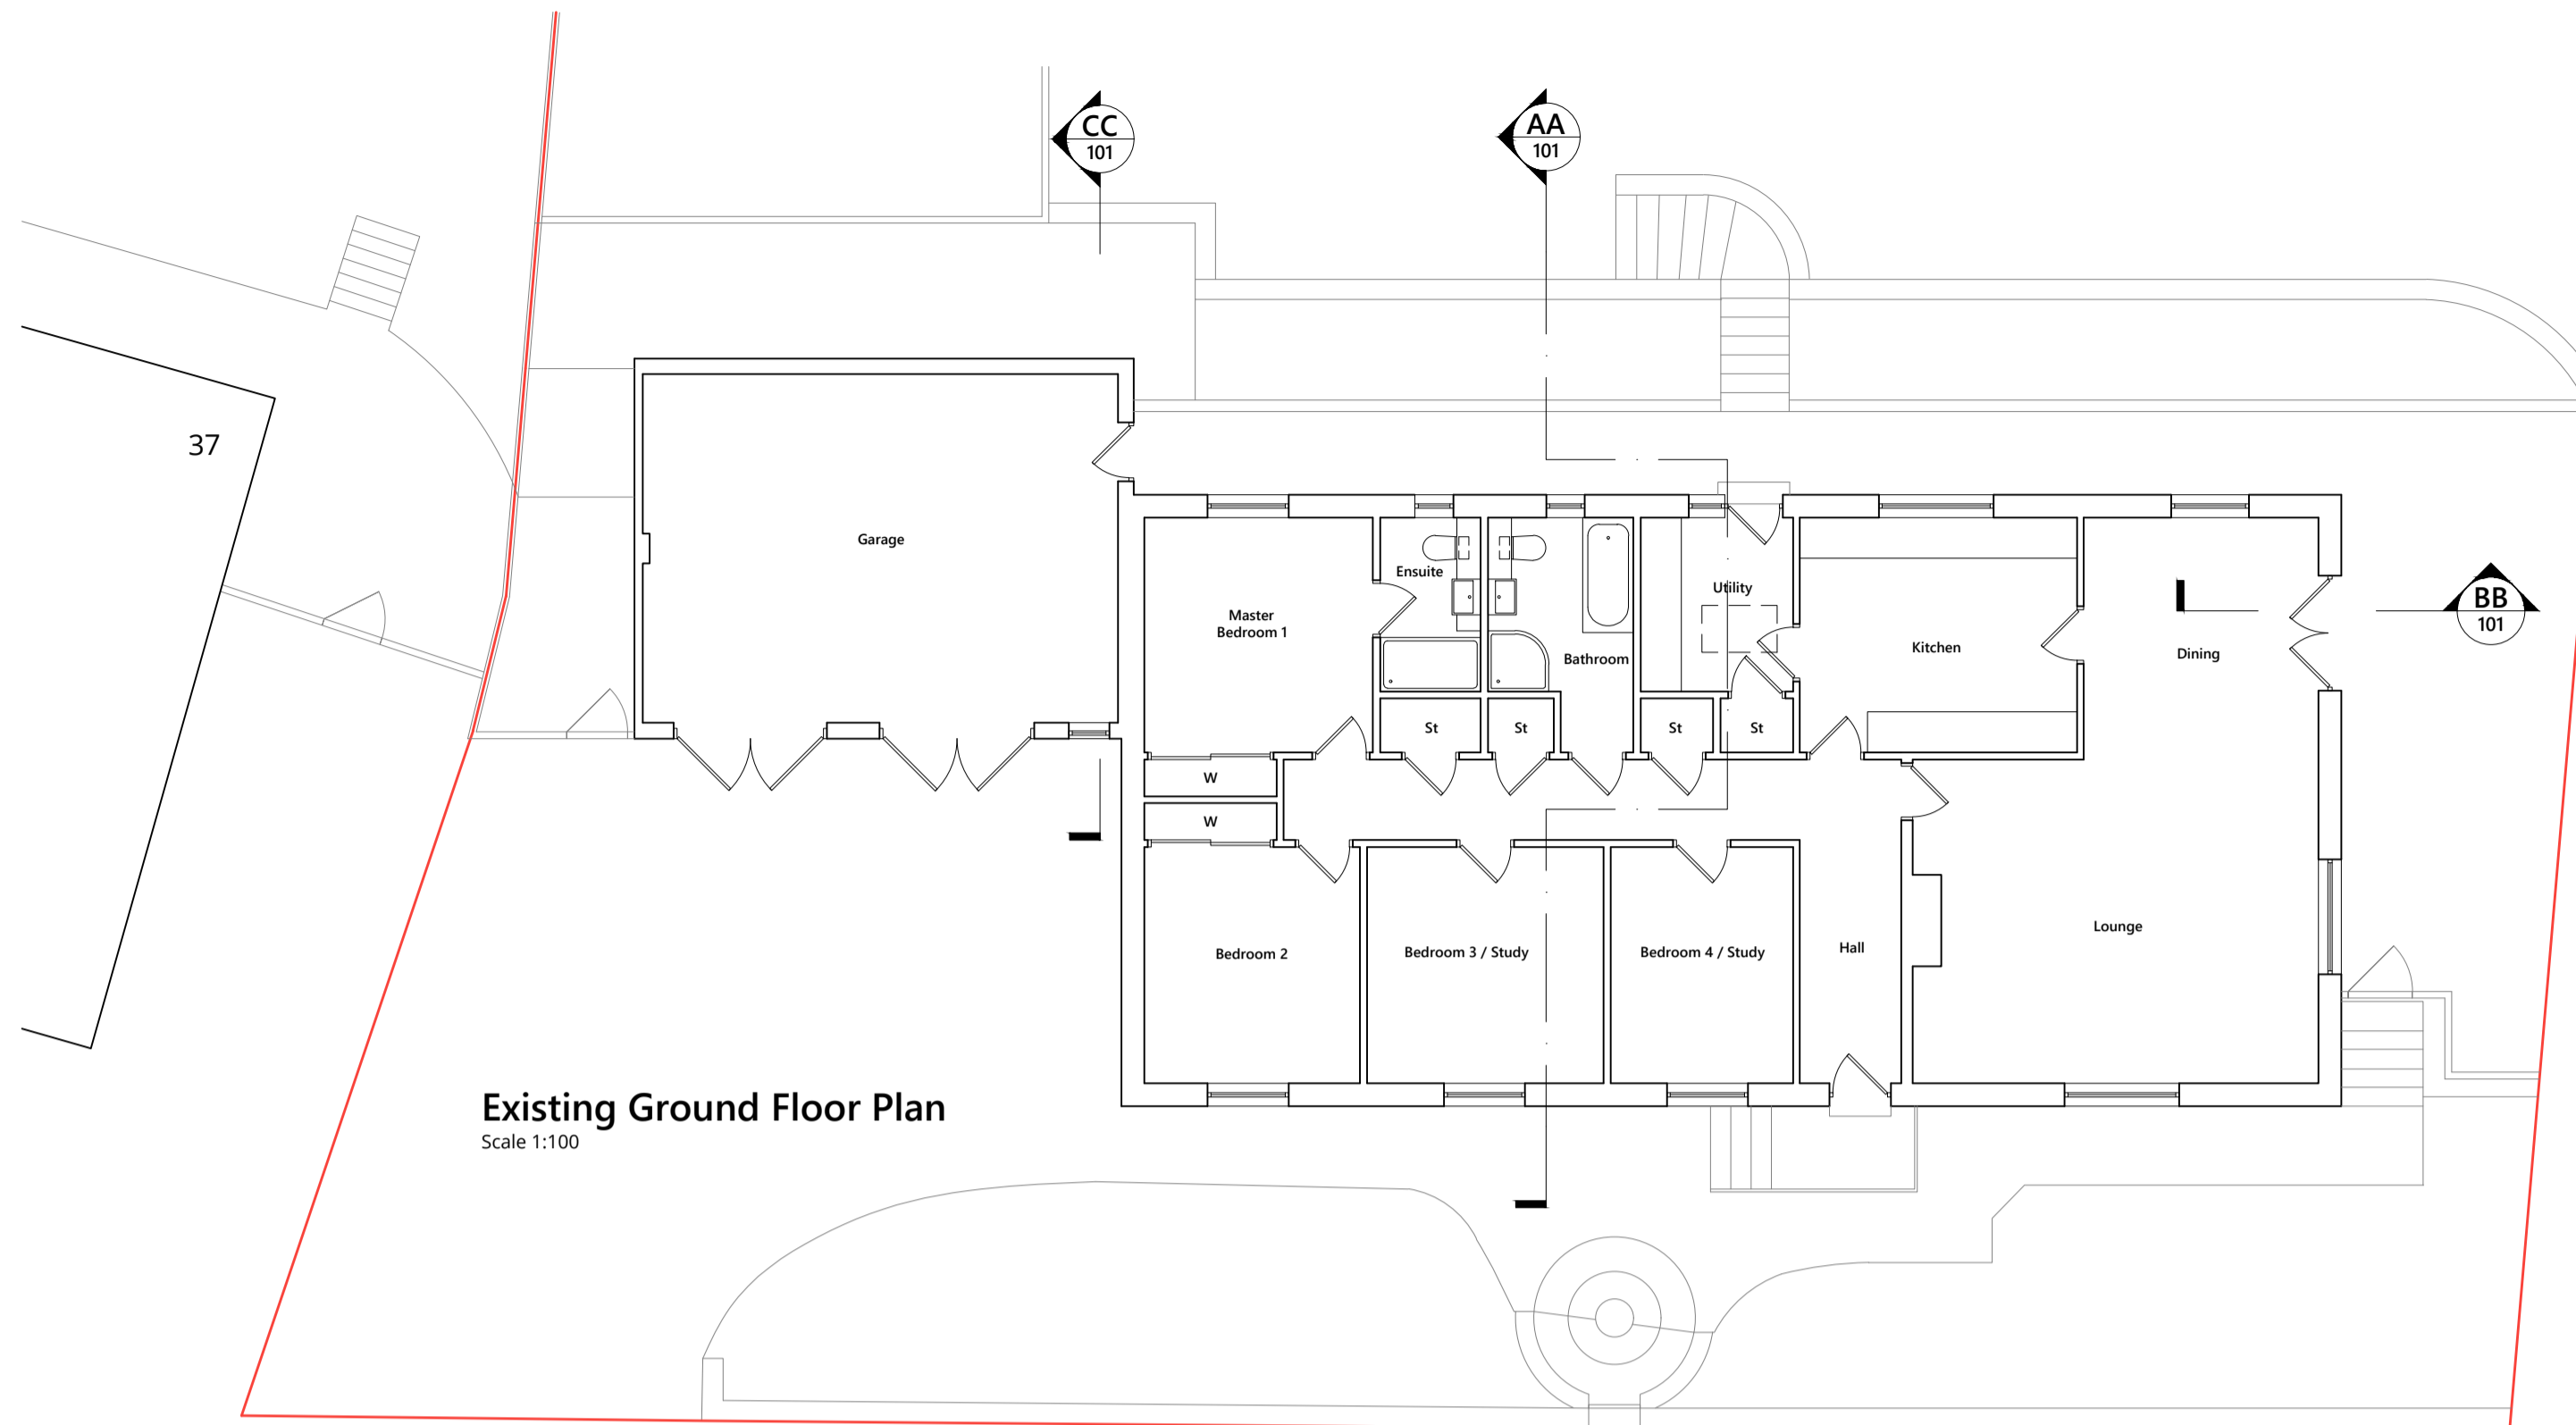 CC
101
AA
101
37
Garage
Ensuite
Master
Bedroom 1
Utility
Bathroom
Kitchen
Dining
BB
101
St
St
St
St
W
W
Bedroom 2
Bedroom 3 / Study
Bedroom 4 / Study
Hall
Lounge
Existing Ground Floor Plan
Scale 1:100